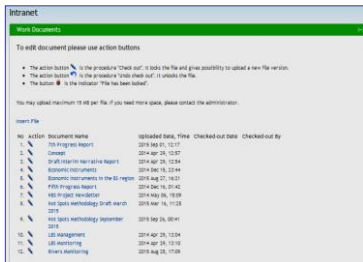 Intranet
Work Documents
To edit document please use action buttons
The action button is the procedure "Check out". It locks the file and gives possibility to upload a new file version.
The action button is the procedure "Undo check out". It unlocks the file.
The button is the indicator "File has been locked".
You may upload maximum 15 MB per file. If you need more space, please contact the administrator.
Insert File
No Action Document Name Uploaded Date, Time Checked-out Date Checked-out By
1. 7th Progress Report 2015 Sep 01, 12:17
2. Concept 2014 Apr 29, 12:57
3. Draft Interim Narrative Report 2014 Apr 29, 12:54
4. Economic Instruments 2014 Dec 15, 23:44
5. Economic Instruments in the BS region 2015 Aug 27, 16:21
6. Fifth Progress Report 2014 Dec 16, 01:42
7. HBS Project Newsletter 2014 May 06, 15:09
8. Hot Spots Methodology Draft March 2015 2015 Mar 16, 11:25
9. Hot Spots Methodology September 2015 2015 Sep 26, 00:41
10. LBS Management 2014 Apr 29, 13:04
11. LBS Monitoring 2014 Apr 29, 13:10
12. Rivers Monitoring 2015 Aug 25, 17:09